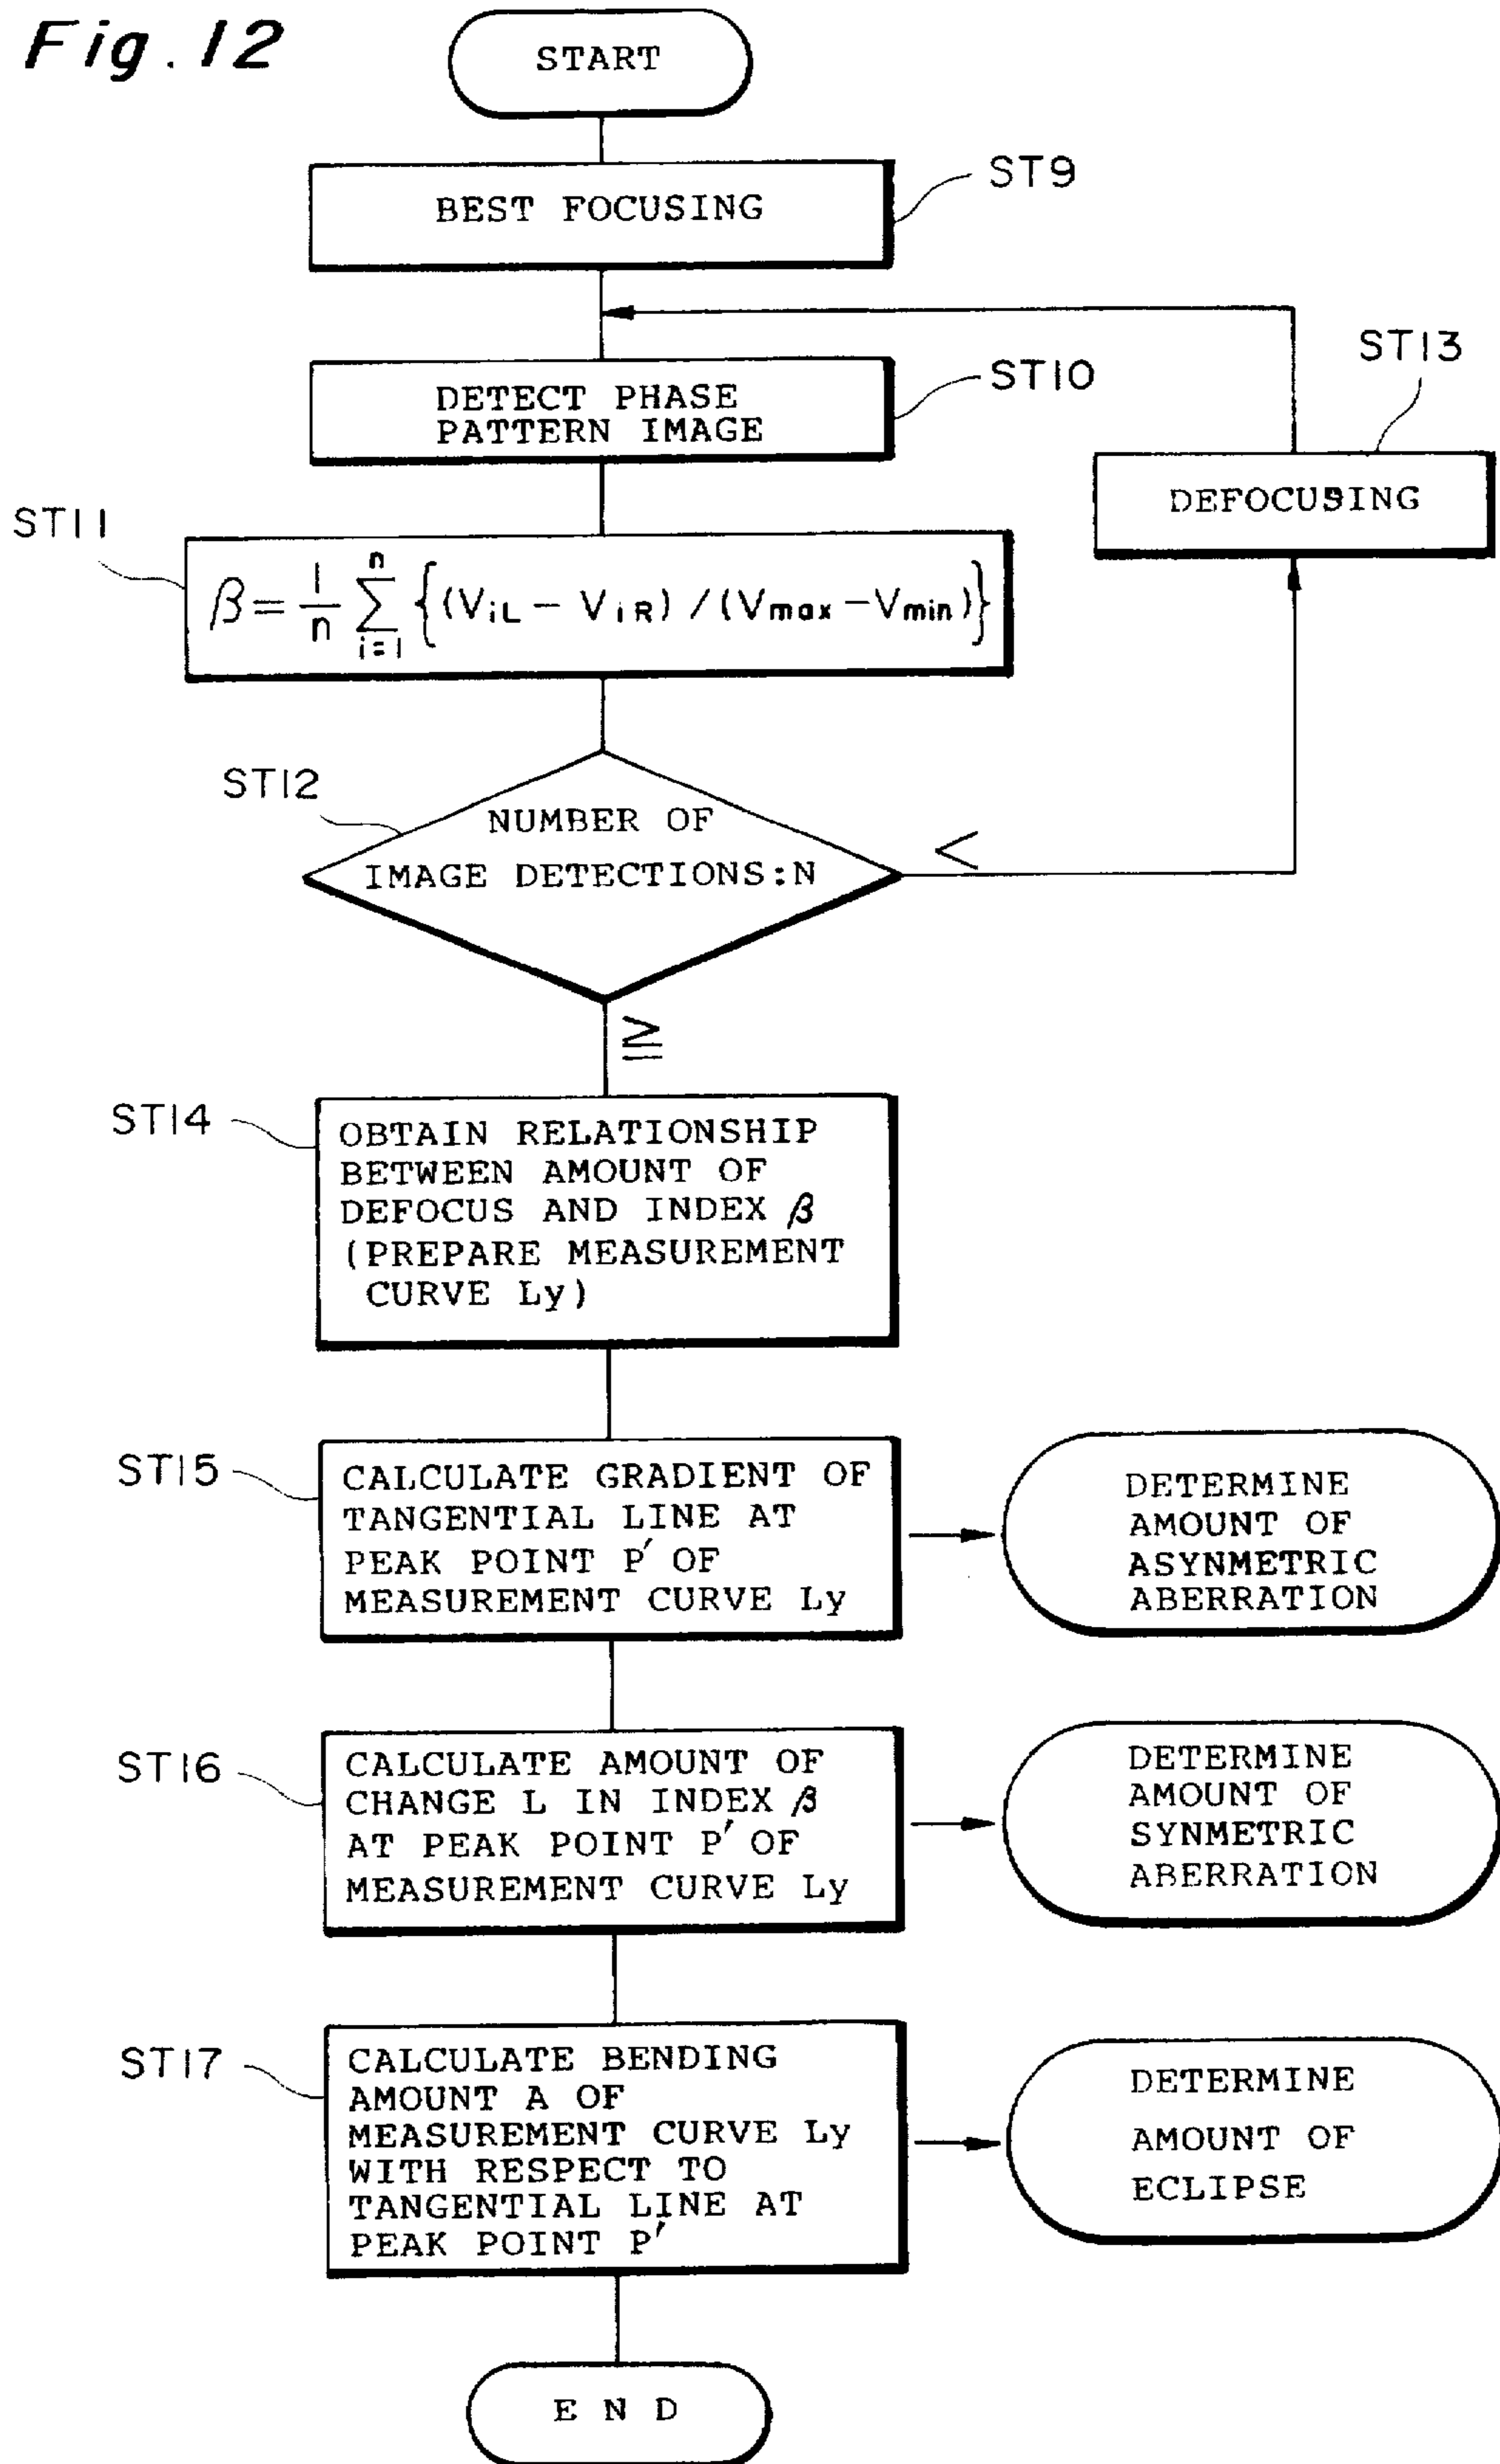 Fig. 12
START
BEST FOCUSING
ST9
DETECT PHASE
PATTERN IMAGE
ST10
ST13
DEFOCUSING
ST11
β = 1/n Σ i=1 n {(ViL − ViR) / (Vmax − Vmin)}
ST12
NUMBER OF
IMAGE DETECTIONS:N
<
≧
ST14
OBTAIN RELATIONSHIP
BETWEEN AMOUNT OF
DEFOCUS AND INDEX β
(PREPARE MEASUREMENT
CURVE Ly)
ST15
CALCULATE GRADIENT OF
TANGENTIAL LINE AT
PEAK POINT P′ OF
MEASUREMENT CURVE Ly
DETERMINE
AMOUNT OF
ASYNMETRIC
ABERRATION
ST16
CALCULATE AMOUNT OF
CHANGE L IN INDEX β
AT PEAK POINT P′ OF
MEASUREMENT CURVE Ly
DETERMINE
AMOUNT OF
SYNMETRIC
ABERRATION
ST17
CALCULATE BENDING
AMOUNT A OF
MEASUREMENT CURVE Ly
WITH RESPECT TO
TANGENTIAL LINE AT
PEAK POINT P′
DETERMINE
AMOUNT OF
ECLIPSE
E N D